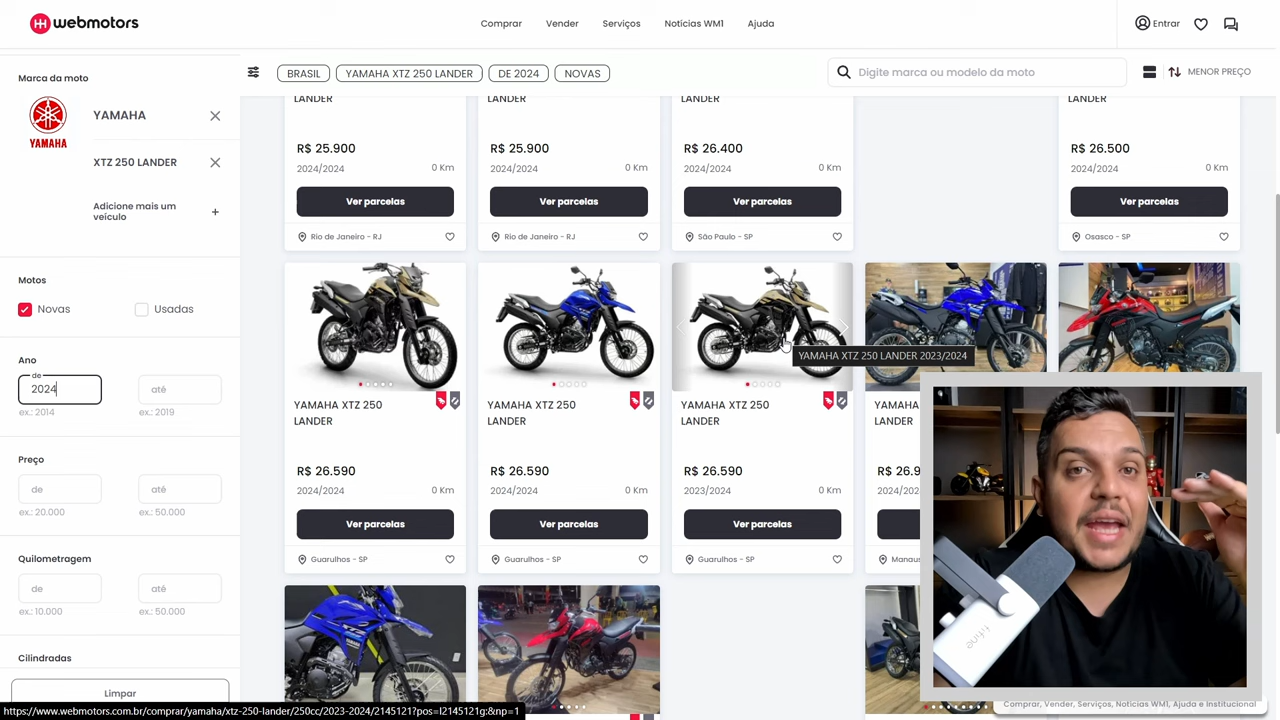 webmotors
Comprar
Vender
Serviços
Notícias WM1
Ajuda
Entrar
Marca da moto
YAMAHA
YAMAHA
XTZ 250 LANDER
Adicione mais um
veículo
Motos
Novas
Usadas
Ano
de
2024
até
ex.: 2014
ex.: 2019
Preço
de
até
ex.: 20.000
ex.: 50.000
Quilometragem
de
até
ex.: 10.000
ex.: 50.000
Cilindradas
Limpar
https://www.webmotors.com.br/comprar/yamaha/xtz-250-lander/250cc/2023-2024/2145121?pos=l2145121g:&np=1
BRASIL
YAMAHA XTZ 250 LANDER
DE 2024
NOVAS
Digite marca ou modelo da moto
MENOR PREÇO
LANDER
R$ 25.900
2024/2024
0 Km
Ver parcelas
Rio de Janeiro - RJ
LANDER
R$ 25.900
2024/2024
0 Km
Ver parcelas
Rio de Janeiro - RJ
LANDER
R$ 26.400
2024/2024
0 Km
Ver parcelas
São Paulo - SP
LANDER
R$ 26.500
2024/2024
0 Km
Ver parcelas
Osasco - SP
YAMAHA XTZ 250
LANDER
R$ 26.590
2024/2024
0 Km
Ver parcelas
Guarulhos - SP
YAMAHA XTZ 250
LANDER
R$ 26.590
2024/2024
0 Km
Ver parcelas
Guarulhos - SP
YAMAHA XTZ 250 LANDER 2023/2024
YAMAHA XTZ 250
LANDER
R$ 26.590
2023/2024
0 Km
Ver parcelas
Guarulhos - SP
YAMAHA
LANDER
R$ 26.9
2024/202
Manaus
Comprar, Vender, Serviços, Notícias WM1, Ajuda e Institucional